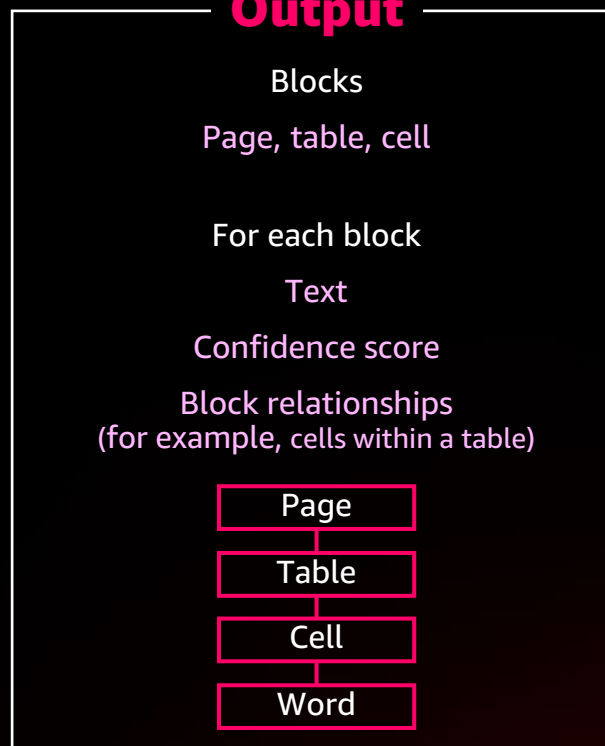 Output
Blocks
Page, table, cell
For each block
Text
Confidence score
Block relationships
(for example, cells within a table)
Page
Table
Cell
Word